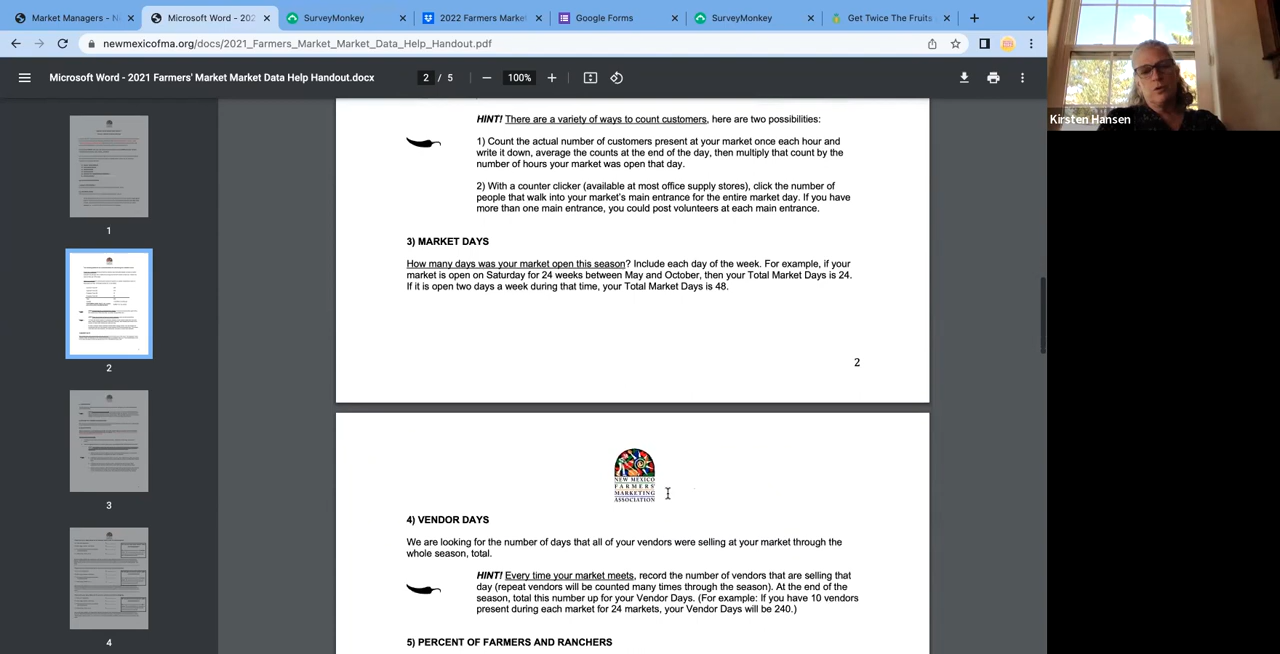 Market Managers - N
Microsoft Word - 202
SurveyMonkey
2022 Farmers Marke
Google Forms
SurveyMonkey
Get Twice The Fruits
newmexicofma.org/docs/2021_Farmers_Market_Market_Data_Help_Handout.pdf
Microsoft Word - 2021 Farmers' Market Market Data Help Handout.docx
2 / 5
100%
Kirsten Hansen
1
2
3
4
HINT! There are a variety of ways to count customers, here are two possibilities:
1) Count the actual number of customers present at your market once each hour and
write it down, average the counts at the end of the day, then multiply that count by the
number of hours your market was open that day.
2) With a counter clicker (available at most office supply stores), click the number of
people that walk into your market's main entrance for the entire market day. If you have
more than one main entrance, you could post volunteers at each main entrance.
3) MARKET DAYS
How many days was your market open this season? Include each day of the week. For example, if your
market is open on Saturday for 24 weeks between May and October, then your Total Market Days is 24.
If it is open two days a week during that time, your Total Market Days is 48.
2
NEW MEXICO
FARMERS'
MARKETING
ASSOCIATION
4) VENDOR DAYS
We are looking for the number of days that all of your vendors were selling at your market through the
whole season, total.
HINT! Every time your market meets, record the number of vendors that are selling that
day (repeat vendors will be counted many times through the season). At the end of the
season, total this number up for your Vendor Days. (For example: If you have 10 vendors
present during each market for 24 markets, your Vendor Days will be 240.)
5) PERCENT OF FARMERS AND RANCHERS